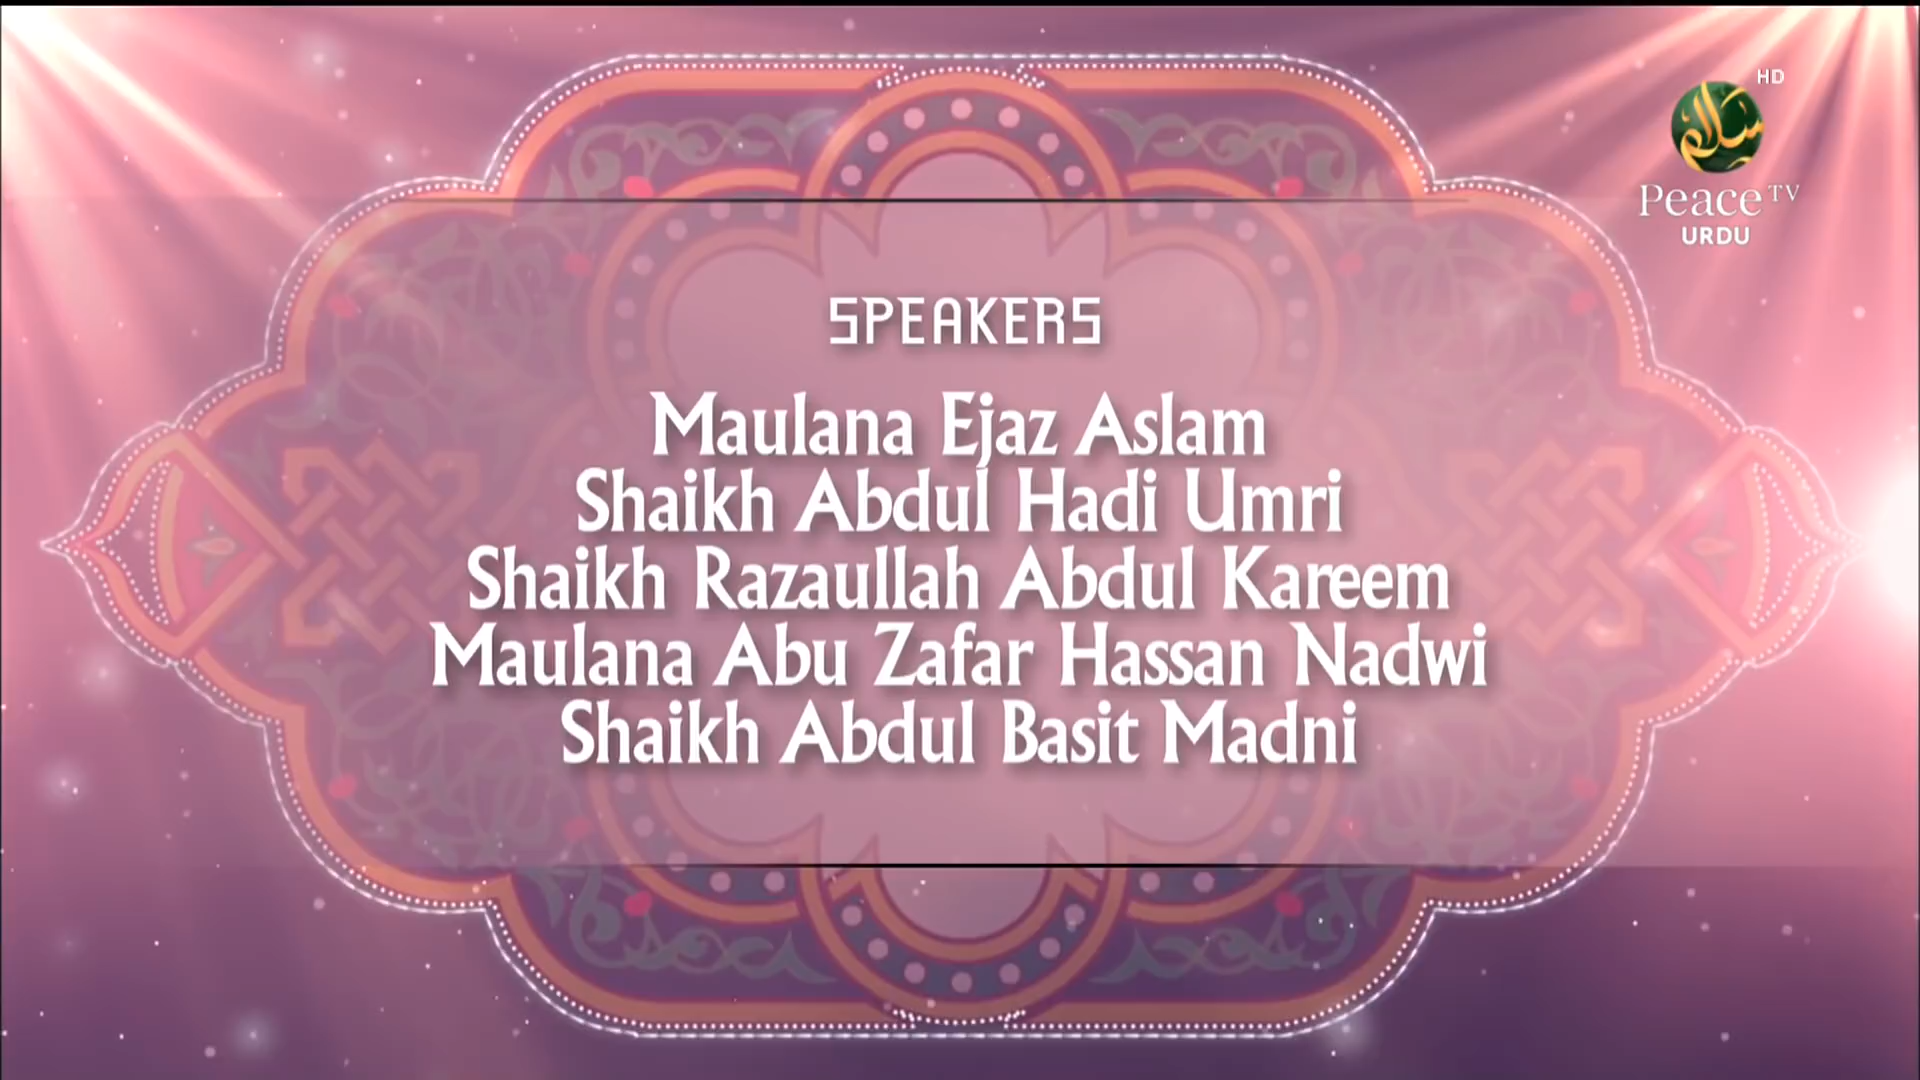 HD
سلام
Peace TV
URDU
SPEAKERS
Maulana Ejaz Aslam
Shaikh Abdul Hadi Umri
Shaikh Razaullah Abdul Kareem
Maulana Abu Zafar Hassan Nadwi
Shaikh Abdul Basit Madni